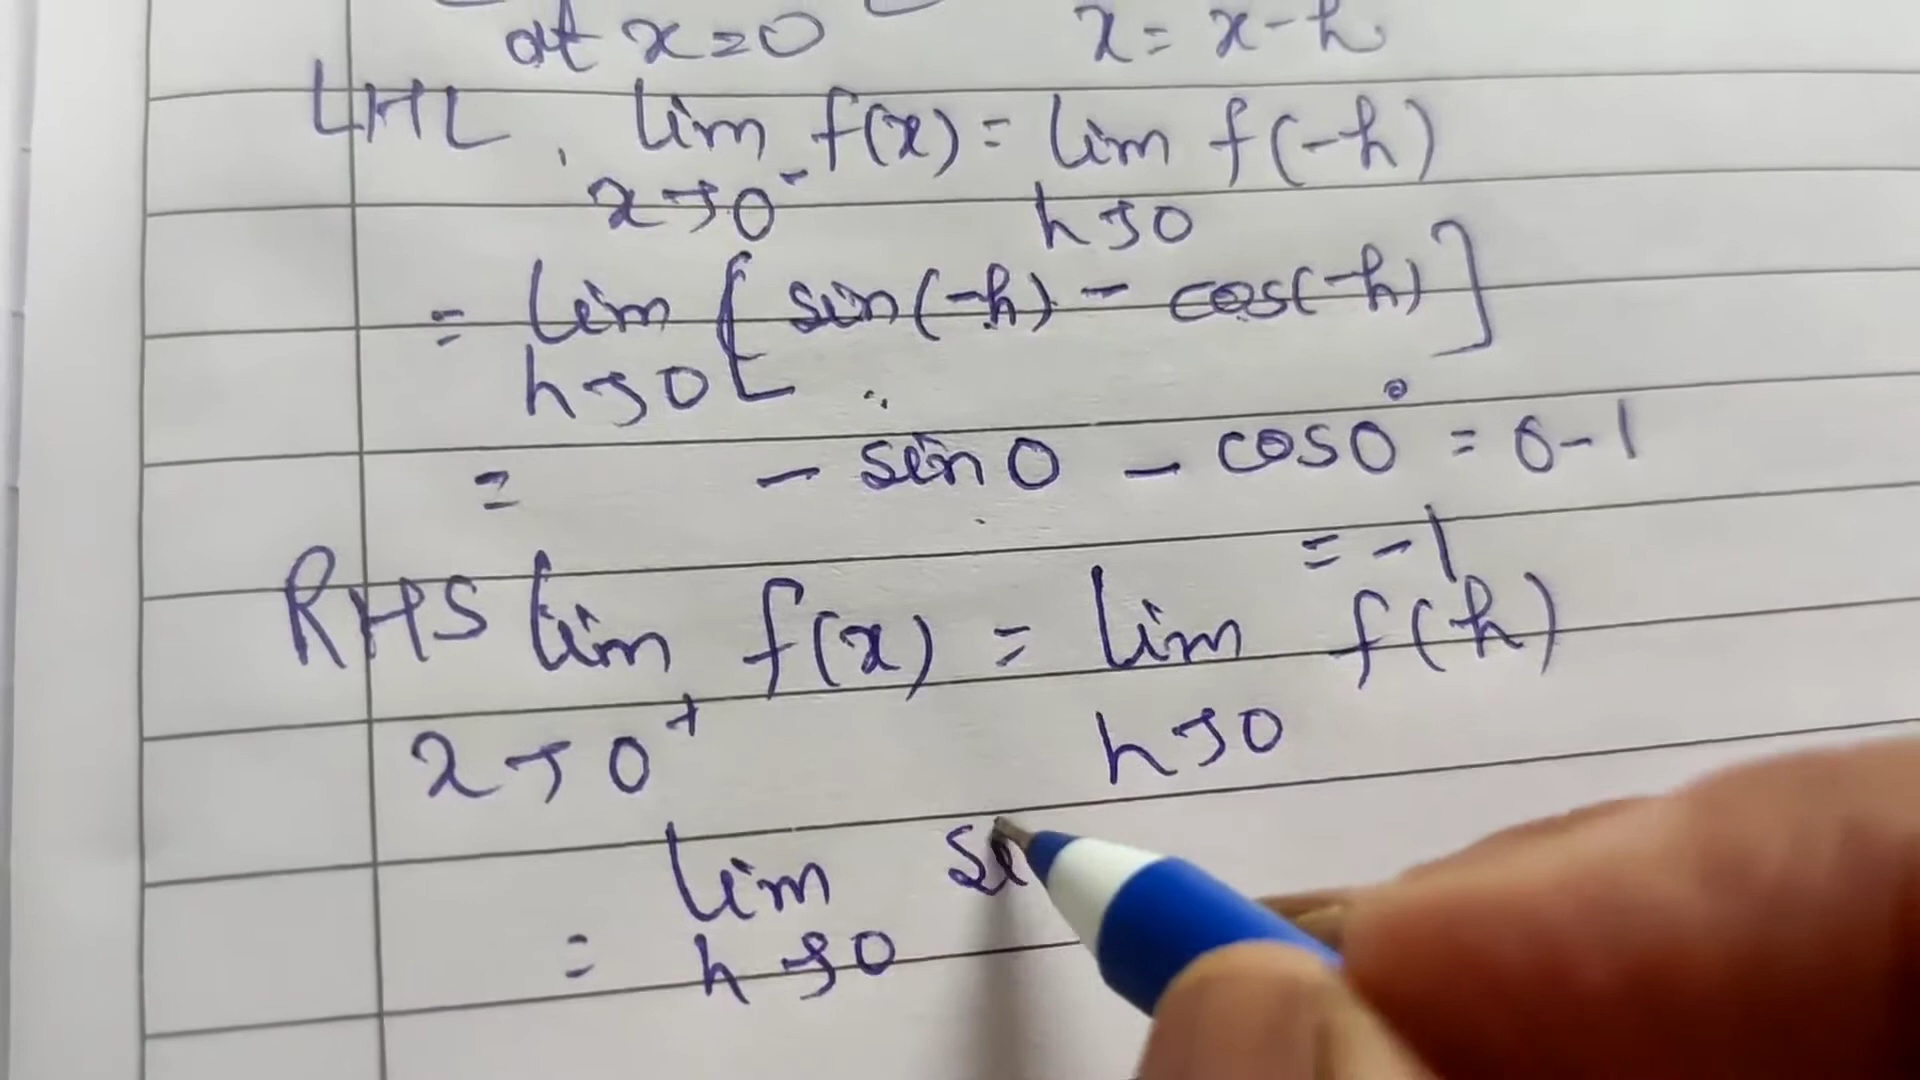 at x=0 x = x-h
LHL . lim f(x) = lim f(-h)
x→0⁻ h→0
= lim [ sin(-h) - cos(-h) ]
h→0
= - sin 0 - cos 0° = 0-1
= -1
RHS lim f(x) = lim f(h)
x→0⁺ h→0
= lim si
h→0